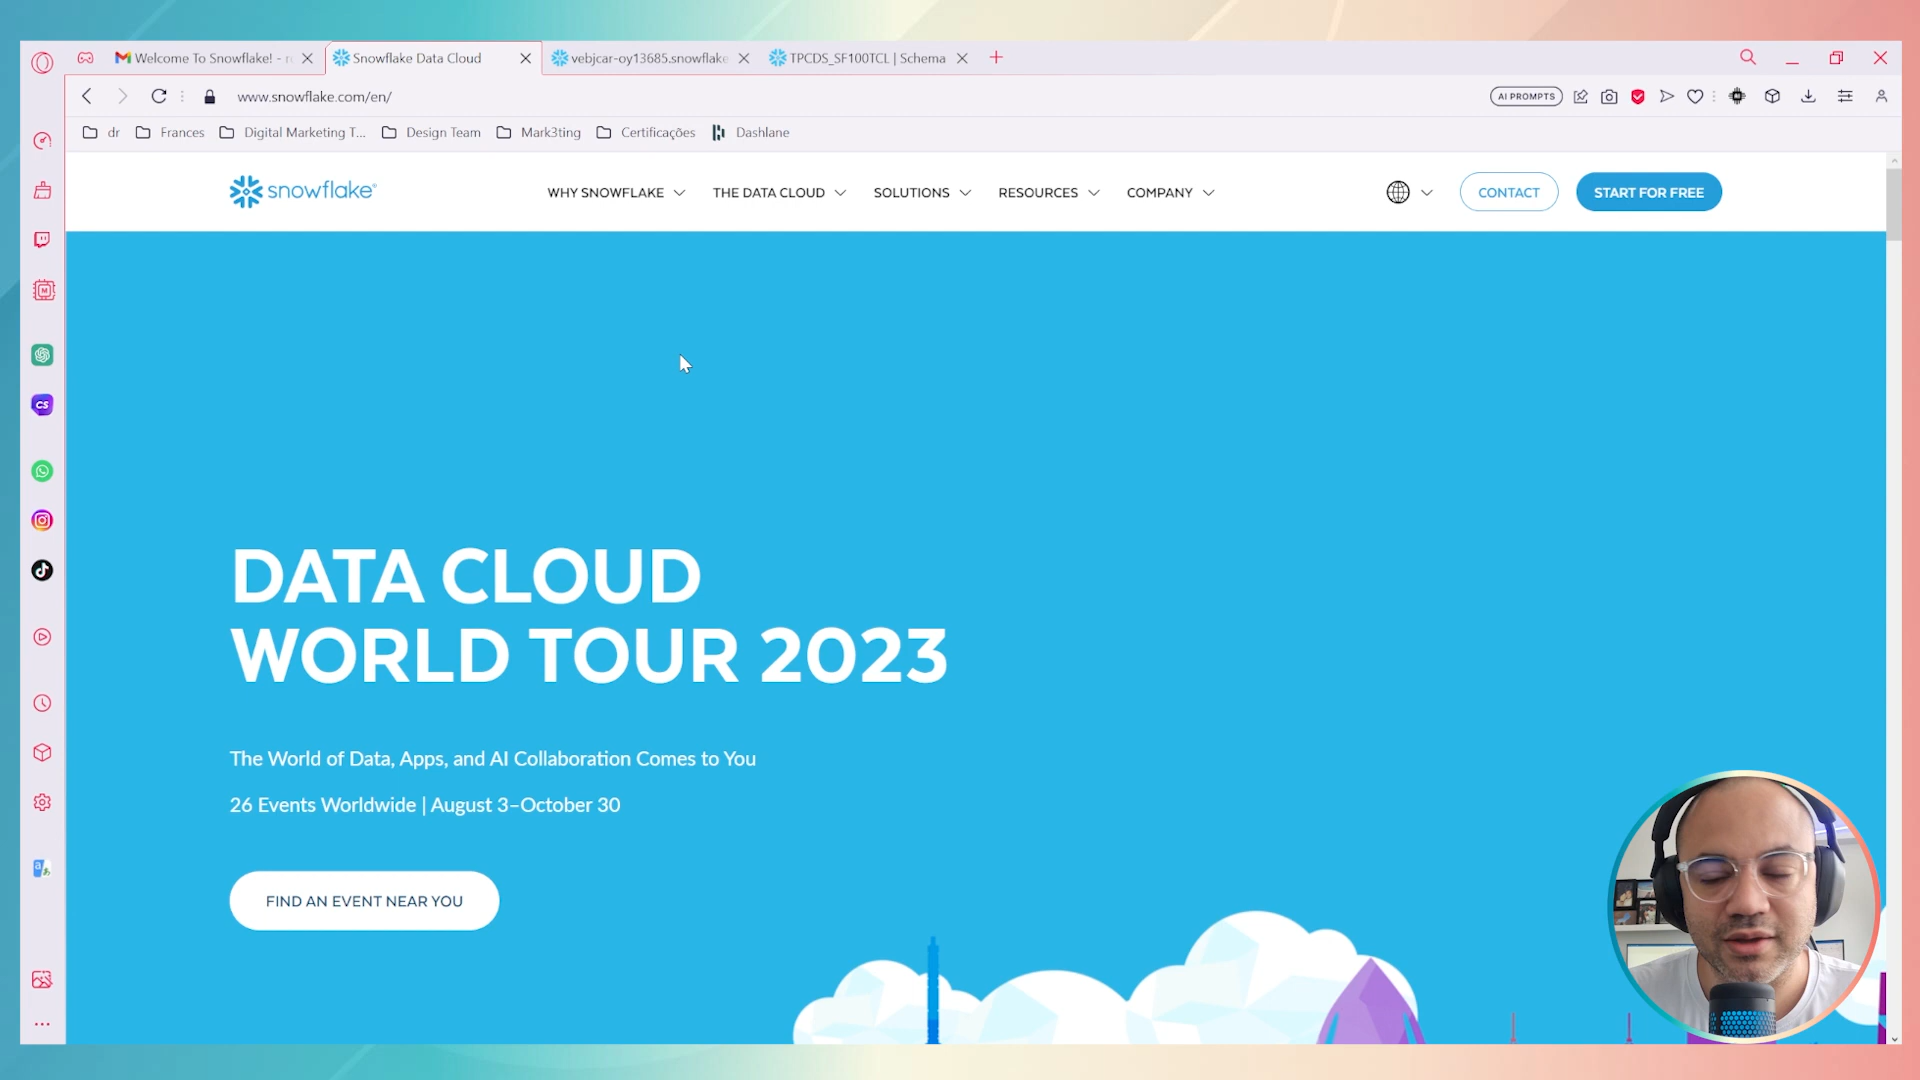 Welcome To Snowflake! - r
Snowflake Data Cloud
vebjcar-oy13685.snowflake
TPCDS_SF100TCL | Schema
www.snowflake.com/en/
AI PROMPTS
dr
Frances
Digital Marketing T...
Design Team
Mark3ting
Certificações
Dashlane
snowflake®
WHY SNOWFLAKE
THE DATA CLOUD
SOLUTIONS
RESOURCES
COMPANY
CONTACT
START FOR FREE
CS
DATA CLOUD
WORLD TOUR 2023
The World of Data, Apps, and AI Collaboration Comes to You
26 Events Worldwide | August 3–October 30
FIND AN EVENT NEAR YOU